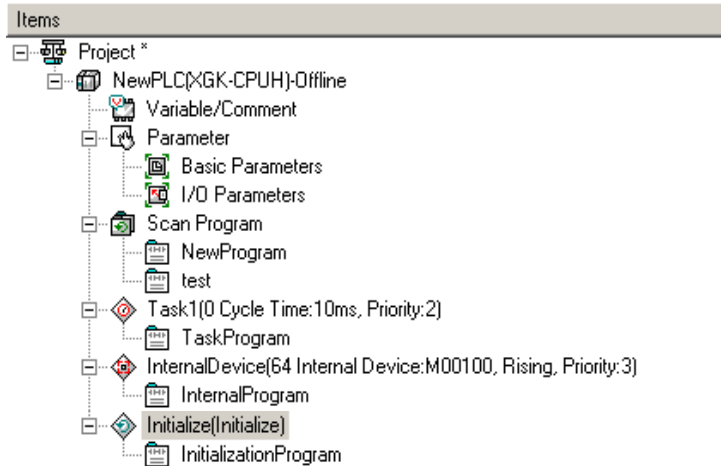 Items
Project *
NewPLC(XGK-CPUH)-Offline
Variable/Comment
Parameter
Basic Parameters
I/O Parameters
Scan Program
NewProgram
test
Task1(0 Cycle Time:10ms, Priority:2)
TaskProgram
InternalDevice(64 Internal Device:M00100, Rising, Priority:3)
InternalProgram
Initialize(Initialize)
InitializationProgram